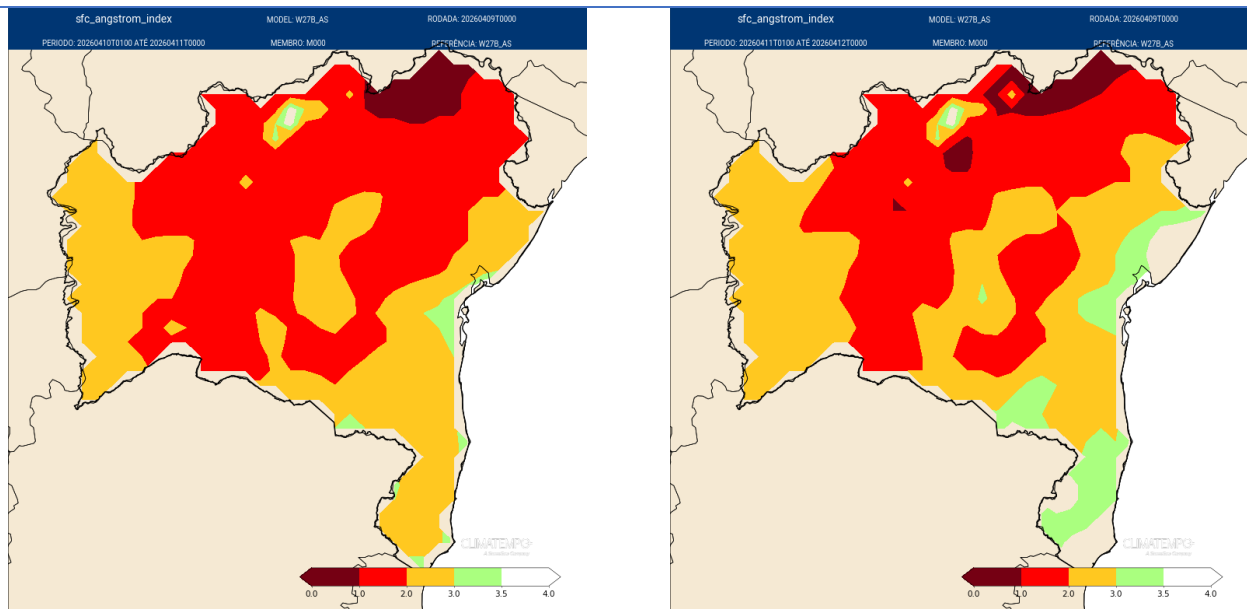 sfc_angstrom_index MODEL: W27B_AS RODADA: 20260409T0000
PERIODO: 20260410T0100 ATÉ 20260411T0000 MEMBRO: M000 REFERÊNCIA: W27B_AS
CLIMATEMPO
0.0 1.0 2.0 3.0 3.5 4.0
sfc_angstrom_index MODEL: W27B_AS RODADA: 20260409T0000
PERIODO: 20260411T0100 ATÉ 20260412T0000 MEMBRO: M000 REFERÊNCIA: W27B_AS
CLIMATEMPO
0.0 1.0 2.0 3.0 3.5 4.0